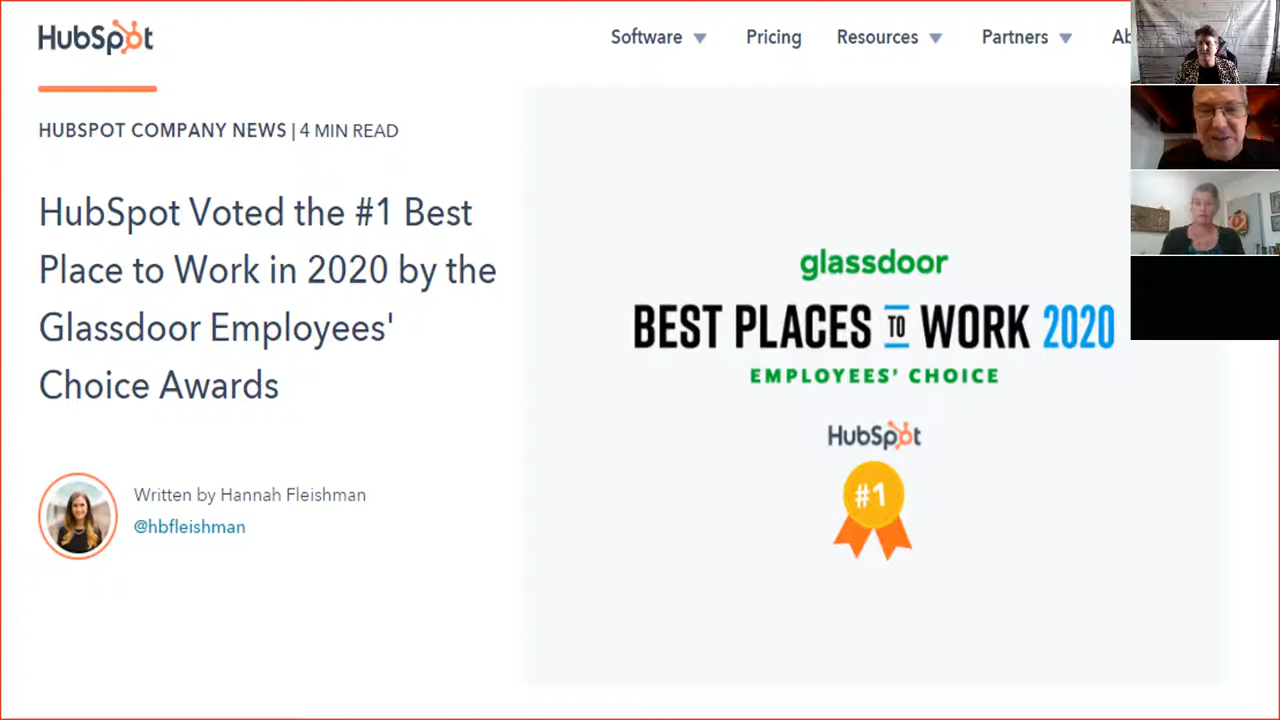 HubSpot
Software
Pricing
Resources
Partners
Ab
HUBSPOT COMPANY NEWS | 4 MIN READ
HubSpot Voted the #1 Best
Place to Work in 2020 by the
Glassdoor Employees'
Choice Awards
Written by Hannah Fleishman
@hbfleishman
glassdoor
BEST PLACES TO WORK 2020
EMPLOYEES' CHOICE
HubSpot
#1